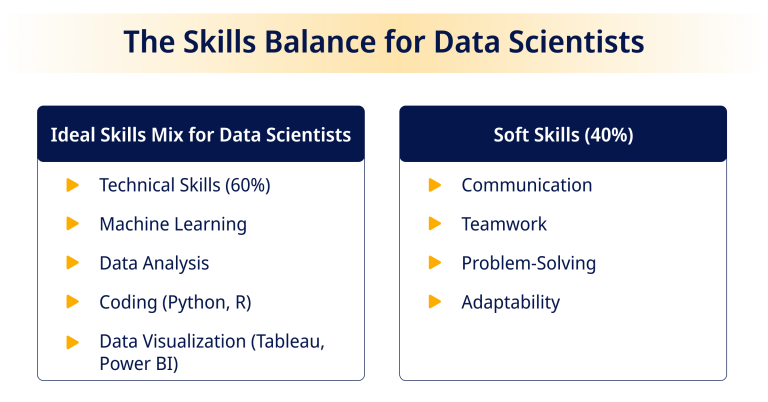 The Skills Balance for Data Scientists
Ideal Skills Mix for Data Scientists
Technical Skills (60%)
Machine Learning
Data Analysis
Coding (Python, R)
Data Visualization (Tableau,
Power BI)
Soft Skills (40%)
Communication
Teamwork
Problem-Solving
Adaptability